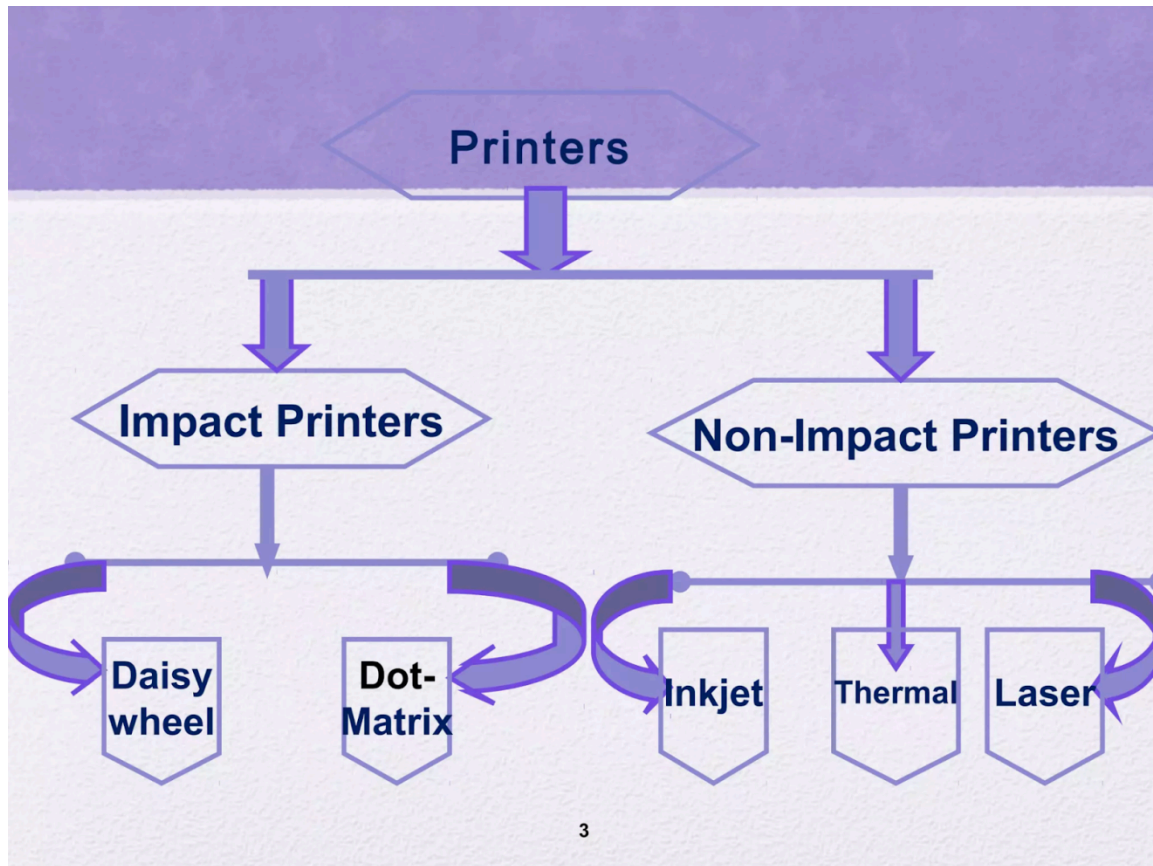 Printers
Impact Printers
Non-Impact Printers
Daisy
wheel
Dot-
Matrix
Inkjet
Thermal
Laser
3